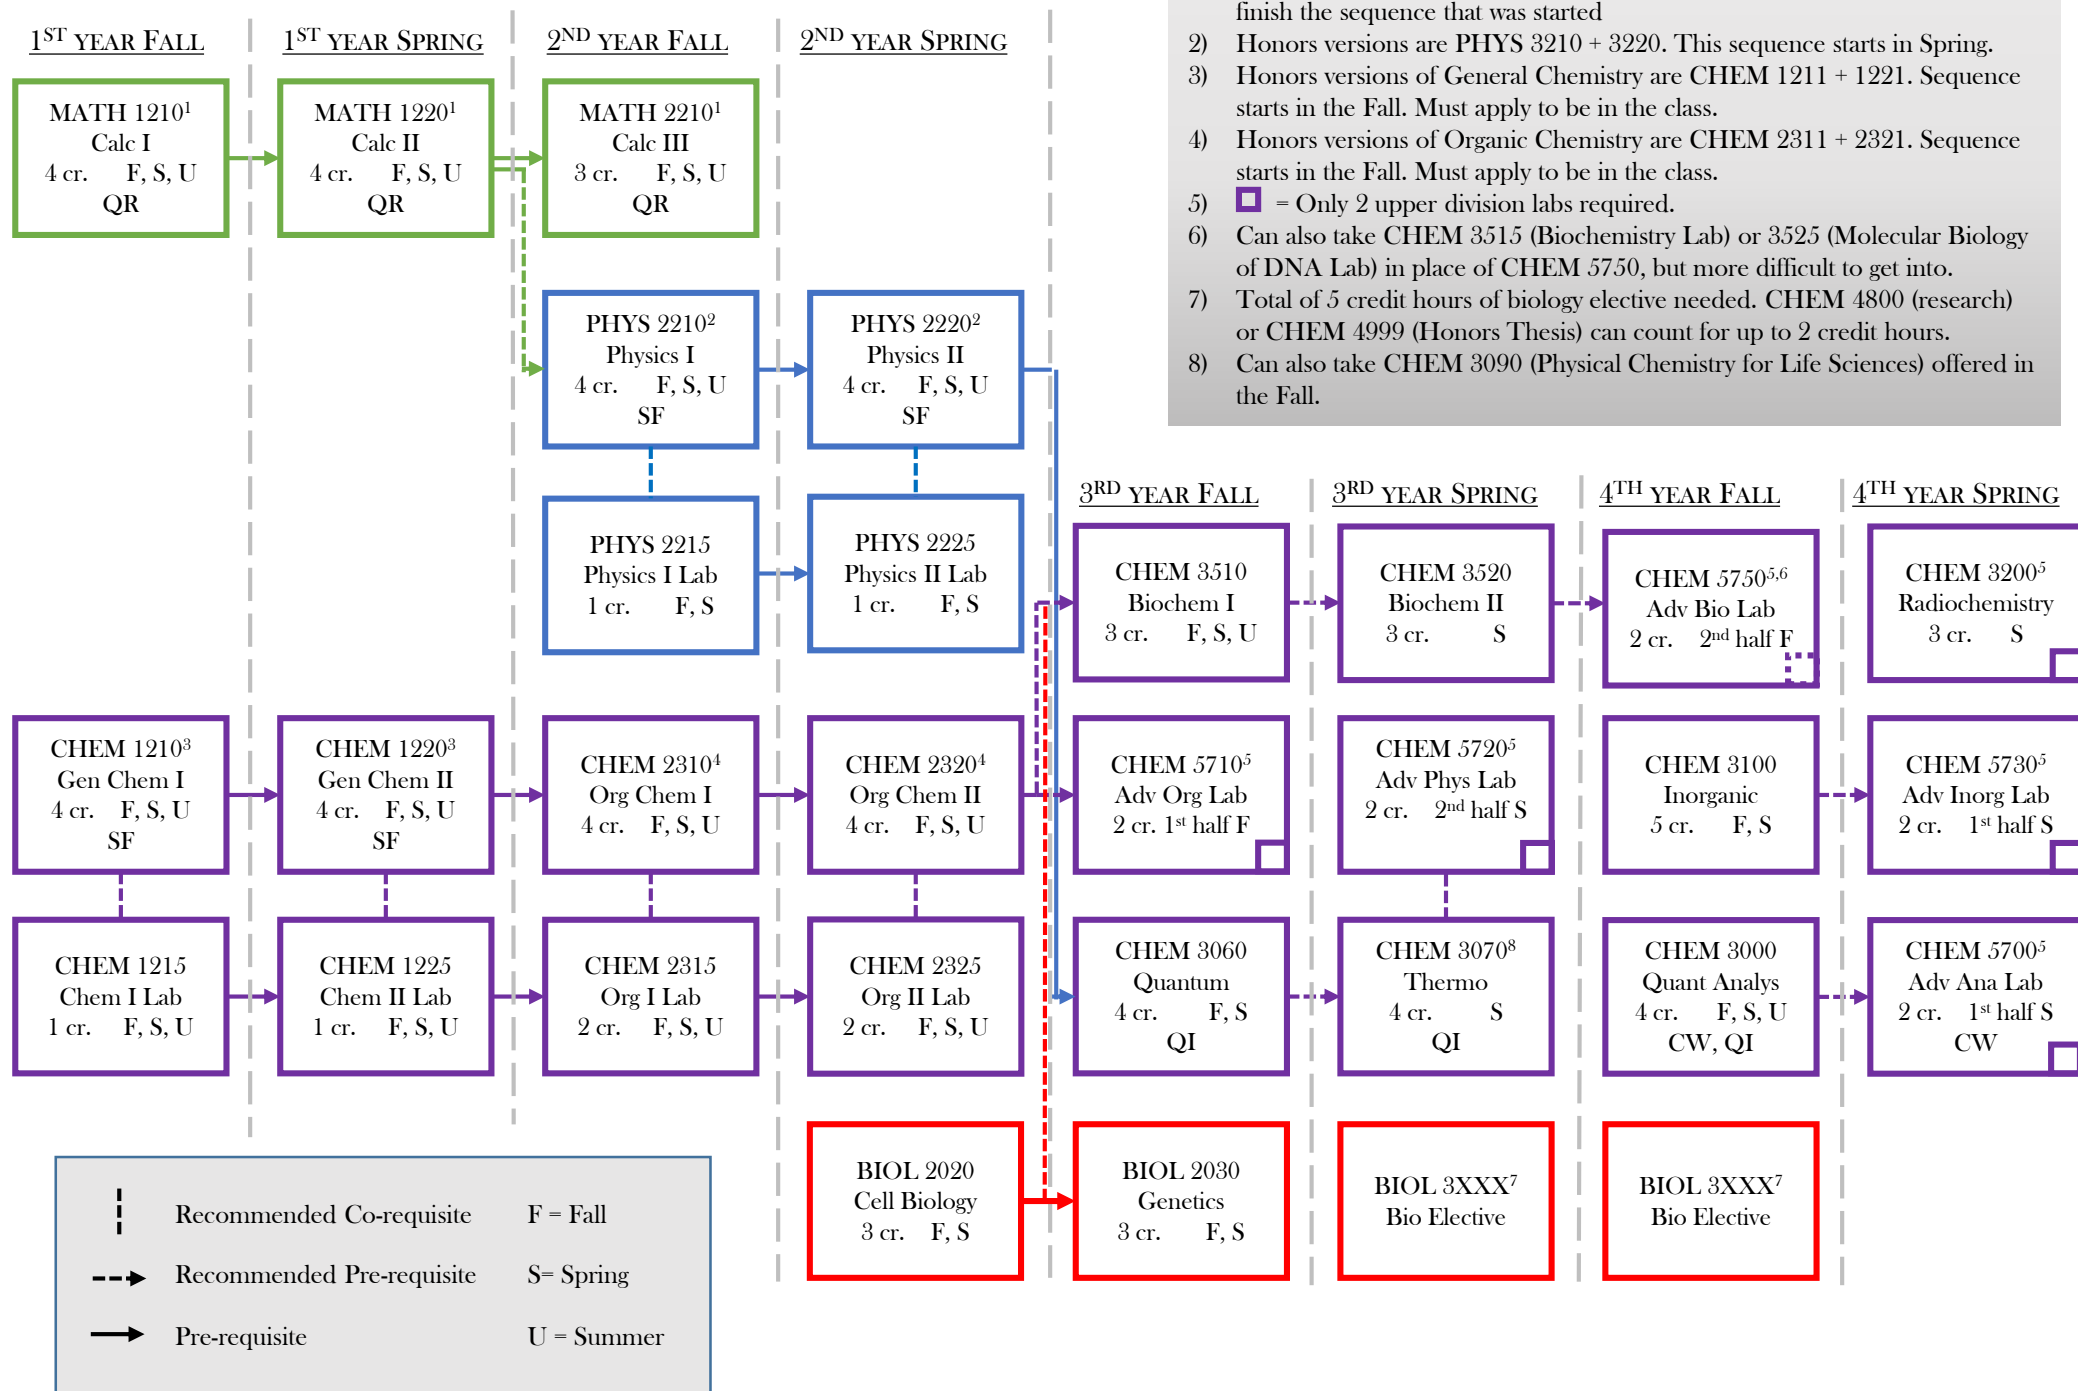 finish the sequence that was started
2) Honors versions are PHYS 3210 + 3220. This sequence starts in Spring.
3) Honors versions of General Chemistry are CHEM 1211 + 1221. Sequence
starts in the Fall. Must apply to be in the class.
4) Honors versions of Organic Chemistry are CHEM 2311 + 2321. Sequence
starts in the Fall. Must apply to be in the class.
5) = Only 2 upper division labs required.
6) Can also take CHEM 3515 (Biochemistry Lab) or 3525 (Molecular Biology
of DNA Lab) in place of CHEM 5750, but more difficult to get into.
7) Total of 5 credit hours of biology elective needed. CHEM 4800 (research)
or CHEM 4999 (Honors Thesis) can count for up to 2 credit hours.
8) Can also take CHEM 3090 (Physical Chemistry for Life Sciences) offered in
the Fall.
1ST YEAR FALL
1ST YEAR SPRING
2ND YEAR FALL
2ND YEAR SPRING
MATH 1210¹
Calc I
4 cr. F, S, U
QR
MATH 1220¹
Calc II
4 cr. F, S, U
QR
MATH 2210¹
Calc III
3 cr. F, S, U
QR
PHYS 2210²
Physics I
4 cr. F, S, U
SF
PHYS 2220²
Physics II
4 cr. F, S, U
SF
PHYS 2215
Physics I Lab
1 cr. F, S
PHYS 2225
Physics II Lab
1 cr. F, S
3RD YEAR FALL
3RD YEAR SPRING
4TH YEAR FALL
4TH YEAR SPRING
CHEM 3510
Biochem I
3 cr. F, S, U
CHEM 3520
Biochem II
3 cr. S
CHEM 5750⁵,⁶
Adv Bio Lab
2 cr. 2nd half F
CHEM 3200⁵
Radiochemistry
3 cr. S
CHEM 1210³
Gen Chem I
4 cr. F, S, U
SF
CHEM 1220³
Gen Chem II
4 cr. F, S, U
SF
CHEM 2310⁴
Org Chem I
4 cr. F, S, U
CHEM 2320⁴
Org Chem II
4 cr. F, S, U
CHEM 5710⁵
Adv Org Lab
2 cr. 1st half F
CHEM 5720⁵
Adv Phys Lab
2 cr. 2nd half S
CHEM 3100
Inorganic
5 cr. F, S
CHEM 5730⁵
Adv Inorg Lab
2 cr. 1st half S
CHEM 1215
Chem I Lab
1 cr. F, S, U
CHEM 1225
Chem II Lab
1 cr. F, S, U
CHEM 2315
Org I Lab
2 cr. F, S, U
CHEM 2325
Org II Lab
2 cr. F, S, U
CHEM 3060
Quantum
4 cr. F, S
QI
CHEM 3070⁸
Thermo
4 cr. S
QI
CHEM 3000
Quant Analys
4 cr. F, S, U
CW, QI
CHEM 5700⁵
Adv Ana Lab
2 cr. 1st half S
CW
BIOL 2020
Cell Biology
3 cr. F, S
BIOL 2030
Genetics
3 cr. F, S
BIOL 3XXX⁷
Bio Elective
BIOL 3XXX⁷
Bio Elective
Recommended Co-requisite F = Fall
Recommended Pre-requisite S= Spring
Pre-requisite U = Summer